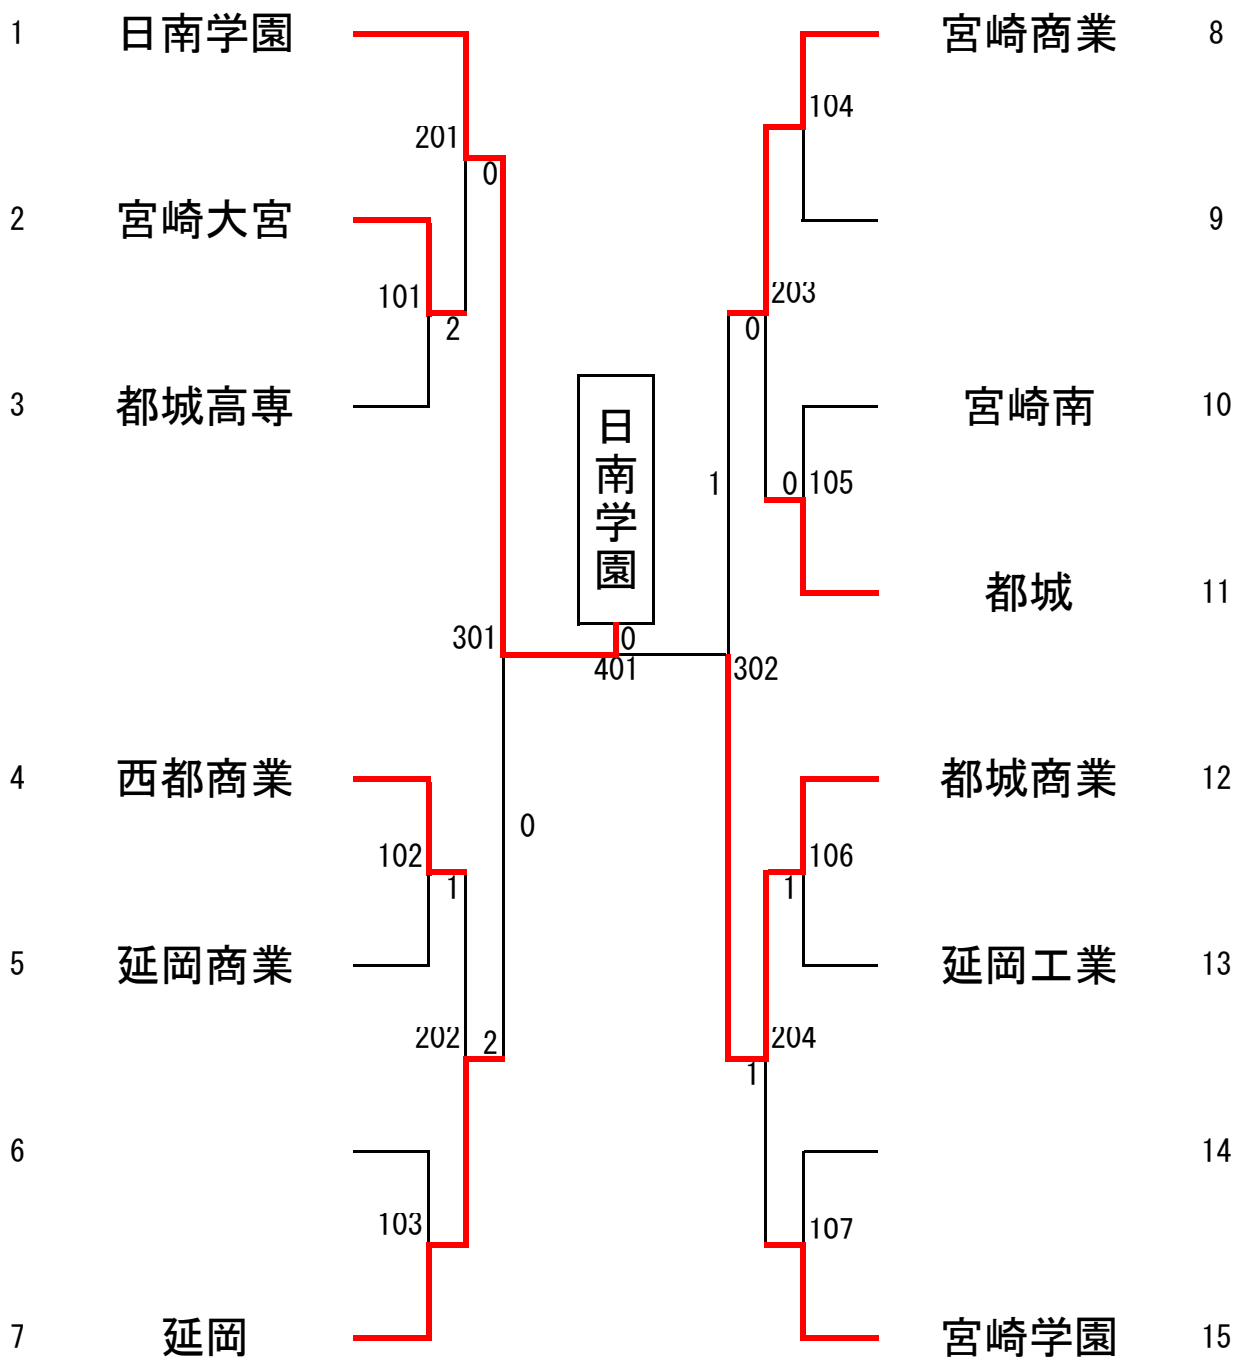 1 日南学園
宮崎商業 8
104
201
0
2 宮崎大宮
9
101
2
203
0
3 都城高専
宮崎南 10
日南学園
1
0 105
都城 11
301
0
401
302
4 西都商業
都城商業 12
0
102
1
106
1
5 延岡商業
延岡工業 13
202 2
204
1
6
14
103
107
7 延岡
宮崎学園 15